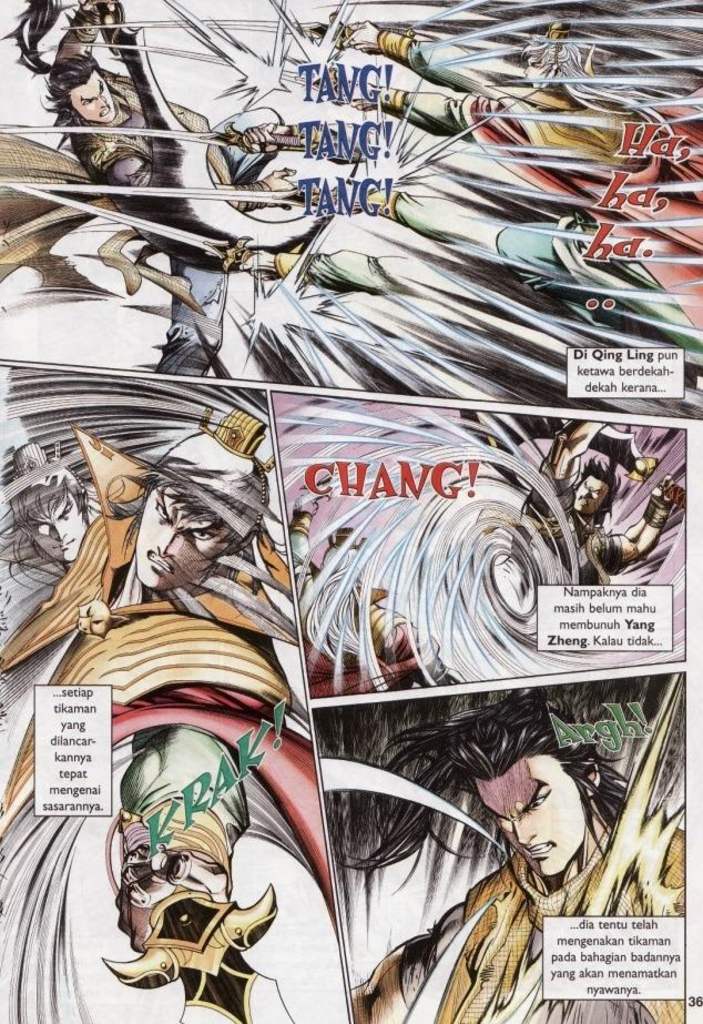 TANG!
TANG!
TANG!
Ha,
ha,
ha.
..
Di Qing Ling pun
ketawa berdekah-
dekah kerana...
...setiap
tikaman
yang
dilancar-
kannya
tepat
mengenai
sasarannya.
KRAK!
CHANG!
Nampaknya dia
masih belum mahu
membunuh Yang
Zheng. Kalau tidak...
Argh!
...dia tentu telah
mengenakan tikaman
pada bahagian badannya
yang akan menamatkan
nyawanya.
36